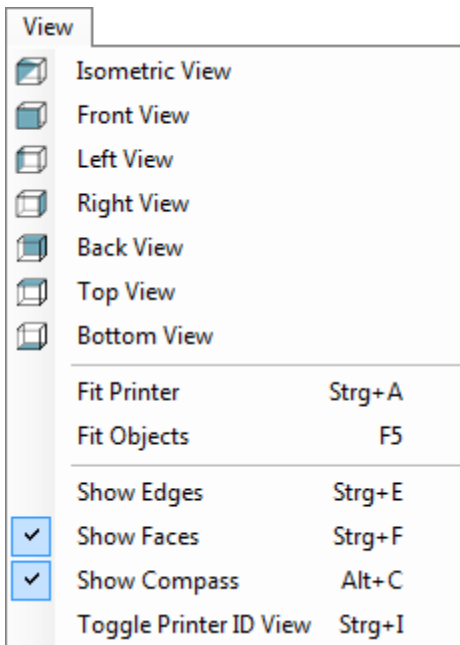 View
Isometric View
Front View
Left View
Right View
Back View
Top View
Bottom View
Fit Printer Strg+A
Fit Objects F5
Show Edges Strg+E
Show Faces Strg+F
Show Compass Alt+C
Toggle Printer ID View Strg+I